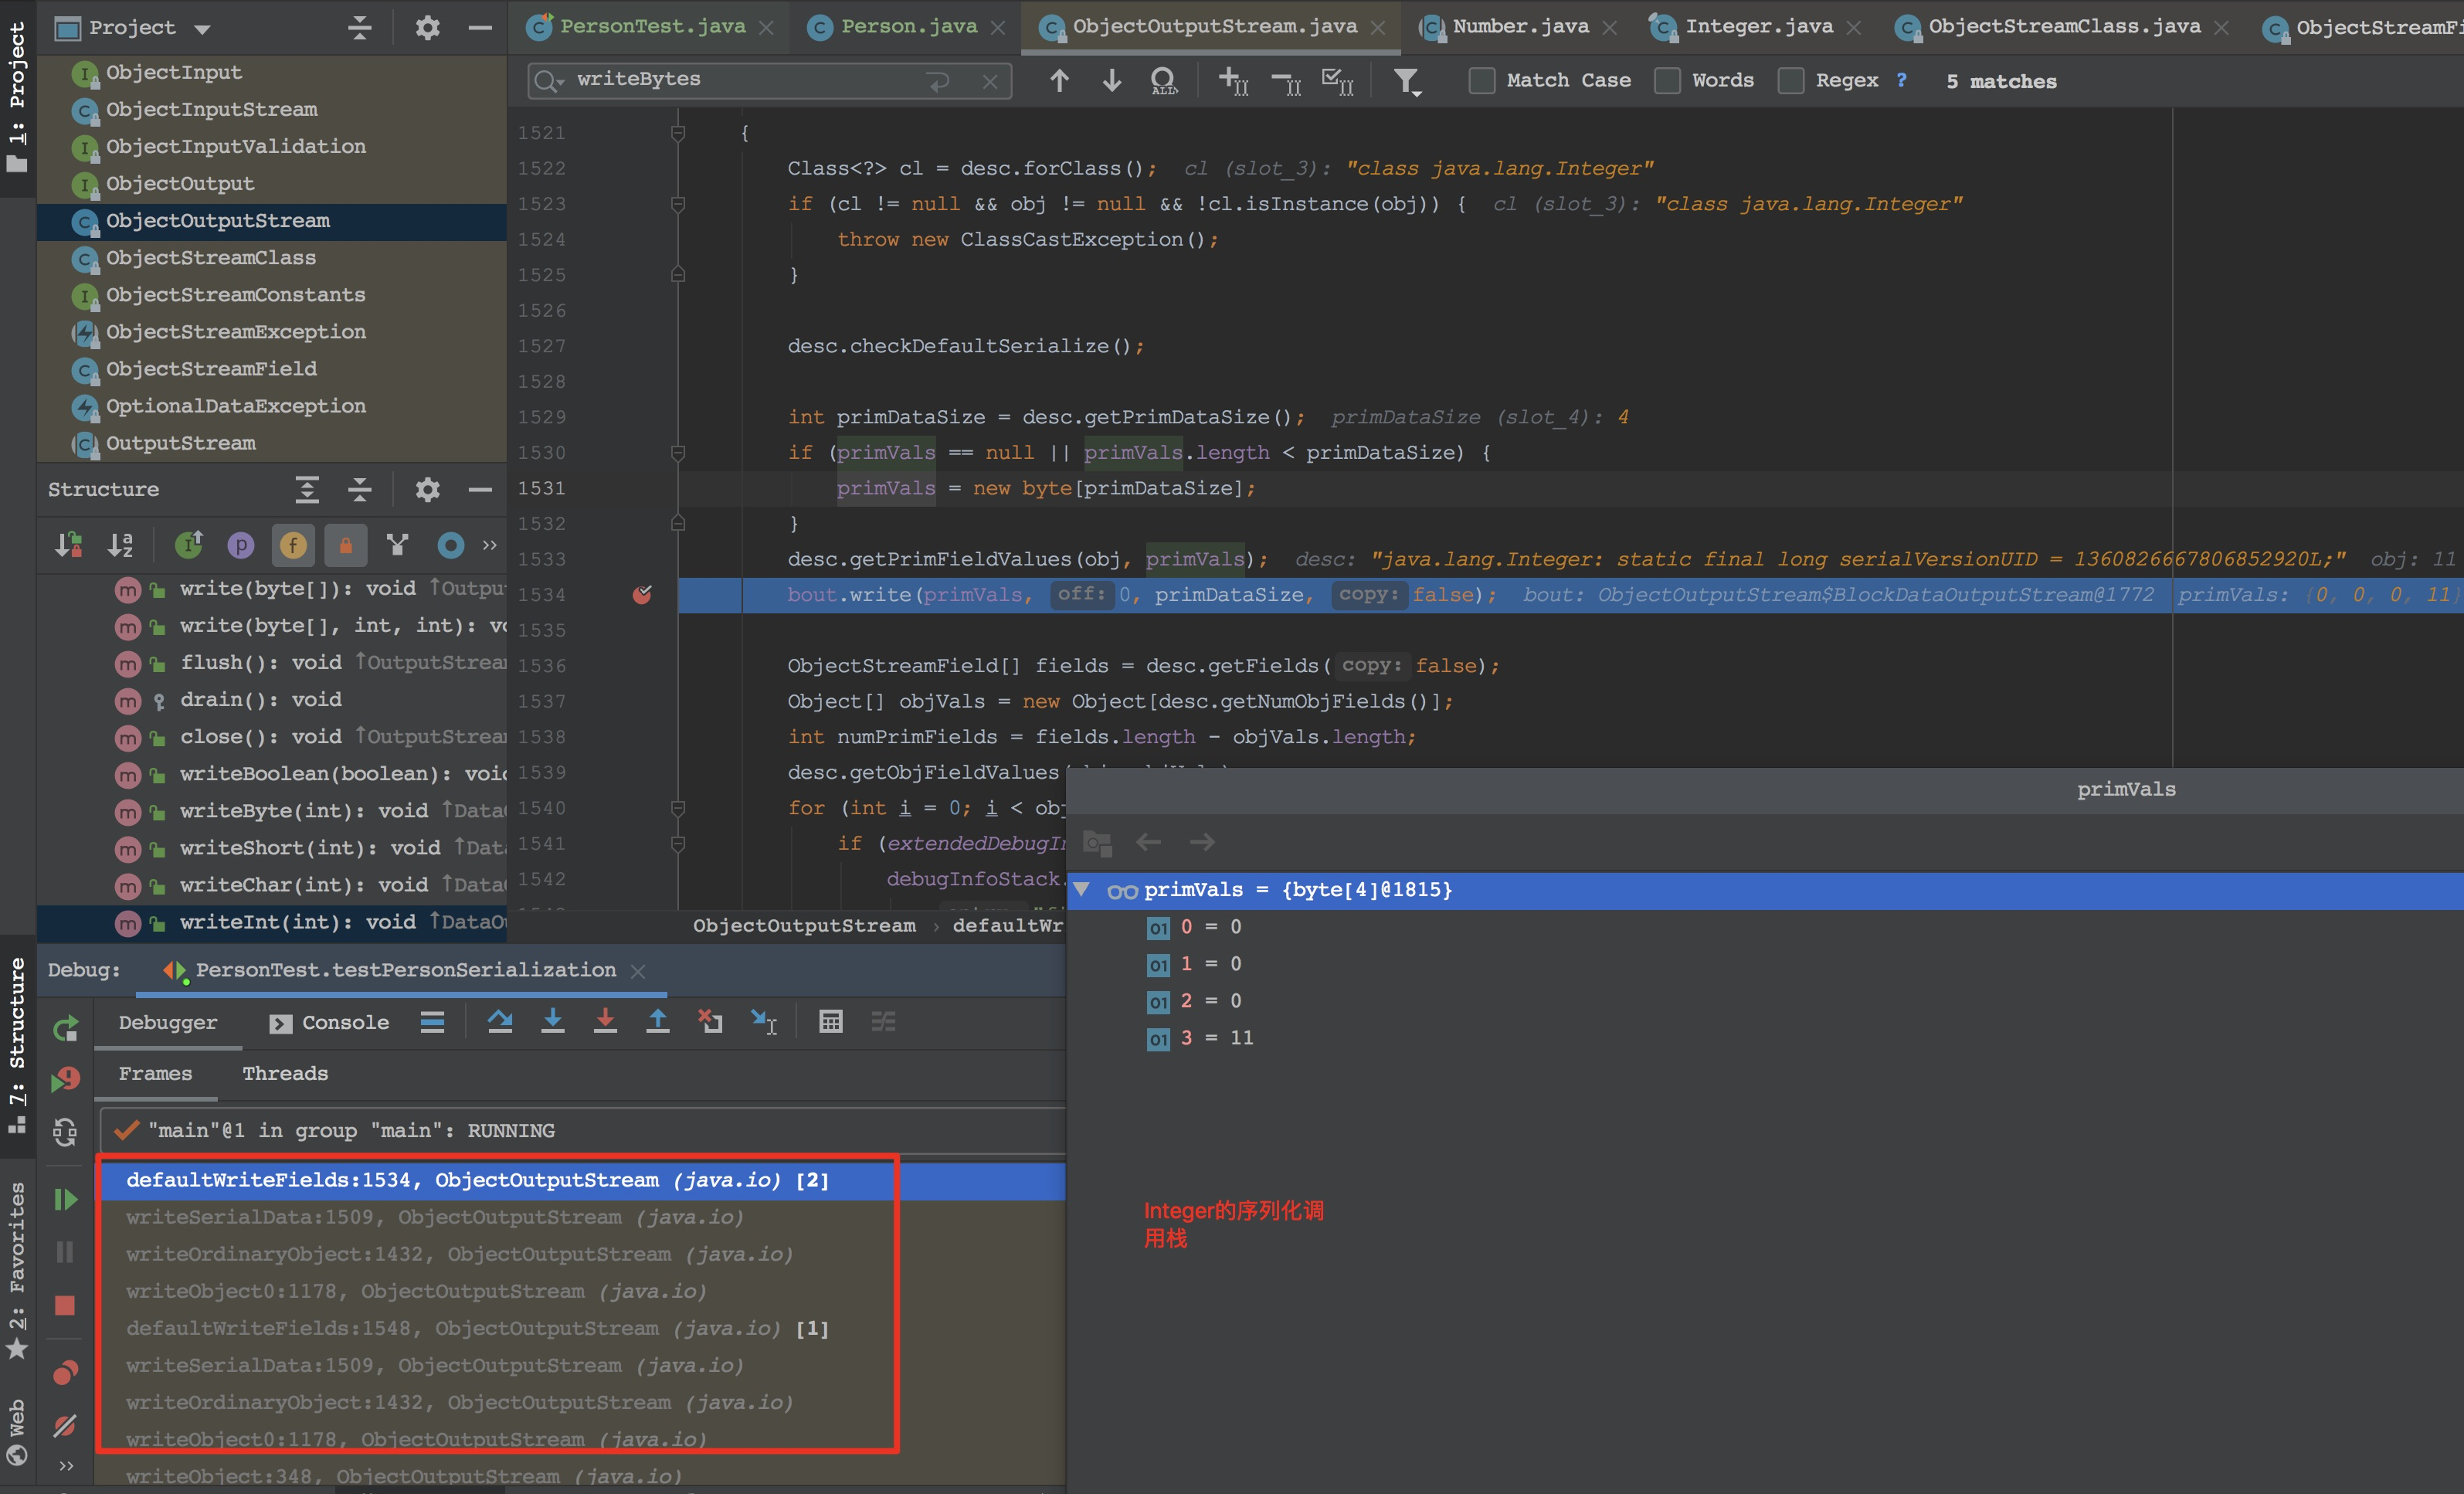 Project
PersonTest.java
Person.java
ObjectOutputStream.java
Number.java
Integer.java
ObjectStreamClass.java
ObjectStreamFi
1: Project
ObjectInput
ObjectInputStream
ObjectInputValidation
ObjectOutput
ObjectOutputStream
ObjectStreamClass
ObjectStreamConstants
ObjectStreamException
ObjectStreamField
OptionalDataException
OutputStream
writeBytes
Match Case
Words
Regex ?
5 matches
1521 {
1522 Class<?> cl = desc.forClass(); cl (slot_3): "class java.lang.Integer"
1523 if (cl != null && obj != null && !cl.isInstance(obj)) { cl (slot_3): "class java.lang.Integer"
1524 throw new ClassCastException();
1525 }
1526
1527 desc.checkDefaultSerialize();
1528
1529 int primDataSize = desc.getPrimDataSize(); primDataSize (slot_4): 4
1530 if (primVals == null || primVals.length < primDataSize) {
1531 primVals = new byte[primDataSize];
1532 }
1533 desc.getPrimFieldValues(obj, primVals); desc: "java.lang.Integer: static final long serialVersionUID = 1360826667806852920L;" obj: 11
1534 bout.write(primVals, off: 0, primDataSize, copy: false); bout: ObjectOutputStream$BlockDataOutputStream@1772 primVals: {0, 0, 0, 11}
1535
1536 ObjectStreamField[] fields = desc.getFields( copy: false);
1537 Object[] objVals = new Object[desc.getNumObjFields()];
1538 int numPrimFields = fields.length - objVals.length;
1539 desc.getObjFieldValues(
1540 for (int i = 0; i < obj
1541 if (extendedDebugIn
1542 debugInfoStack.
ObjectOutputStream › defaultWr
Structure
write(byte[]): void ↑Outpu
write(byte[], int, int): vo
flush(): void ↑OutputStrea
drain(): void
close(): void ↑OutputStrea
writeBoolean(boolean): voi
writeByte(int): void ↑Data
writeShort(int): void ↑Dat
writeChar(int): void ↑Data
writeInt(int): void ↑DataO
primVals
primVals = {byte[4]@1815}
01 0 = 0
01 1 = 0
01 2 = 0
01 3 = 11
Integer的序列化调
用栈
7: Structure
2: Favorites
Web
Debug:
PersonTest.testPersonSerialization
Debugger
Console
Frames
Threads
"main"@1 in group "main": RUNNING
defaultWriteFields:1534, ObjectOutputStream (java.io) [2]
writeSerialData:1509, ObjectOutputStream (java.io)
writeOrdinaryObject:1432, ObjectOutputStream (java.io)
writeObject0:1178, ObjectOutputStream (java.io)
defaultWriteFields:1548, ObjectOutputStream (java.io) [1]
writeSerialData:1509, ObjectOutputStream (java.io)
writeOrdinaryObject:1432, ObjectOutputStream (java.io)
writeObject0:1178, ObjectOutputStream (java.io)
writeObject:348, ObjectOutputStream (java.io)